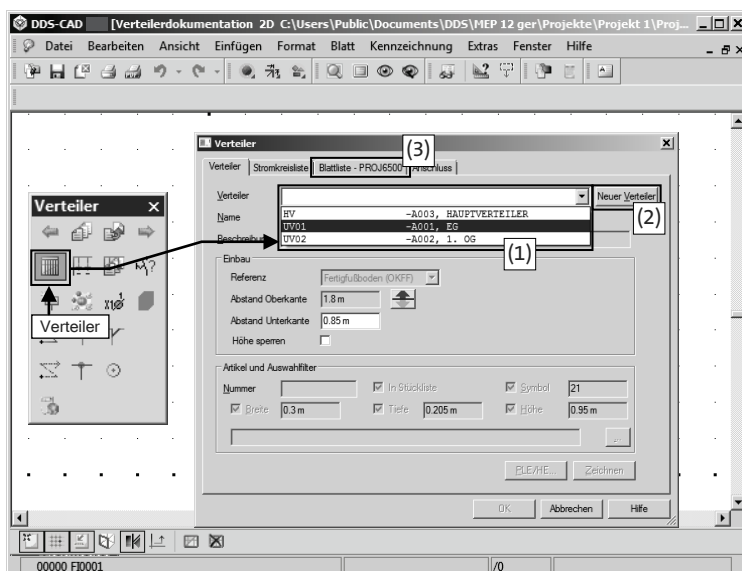 DDS-CAD [Verteilerdokumentation 2D C:\Users\Public\Documents\DDS\MEP 12 ger\Projekte\Projekt 1\Proj...
Datei Bearbeiten Ansicht Einfügen Format Blatt Kennzeichnung Extras Fenster Hilfe
Verteiler
(3)
Verteiler Stromkreisliste Blattliste - PROJ6500 Anschluss
Verteiler Neuer Verteiler
(2)
Name HV -A003, HAUPTVERTEILER
UV01 -A001, EG
Beschreibung UV02 -A002, 1. OG
(1)
Einbau
Referenz Fertigfußboden (OKFF)
Abstand Oberkante 1.8 m
Abstand Unterkante 0.85 m
Höhe sperren
Artikel und Auswahlfilter
Nummer In Stückliste Symbol 21
Breite 0.3 m Tiefe 0.205 m Höhe 0.95 m
...
PLE/HE... Zeichnen
OK Abbrechen Hilfe
Verteiler X
Verteiler
00000 FI0001 /0